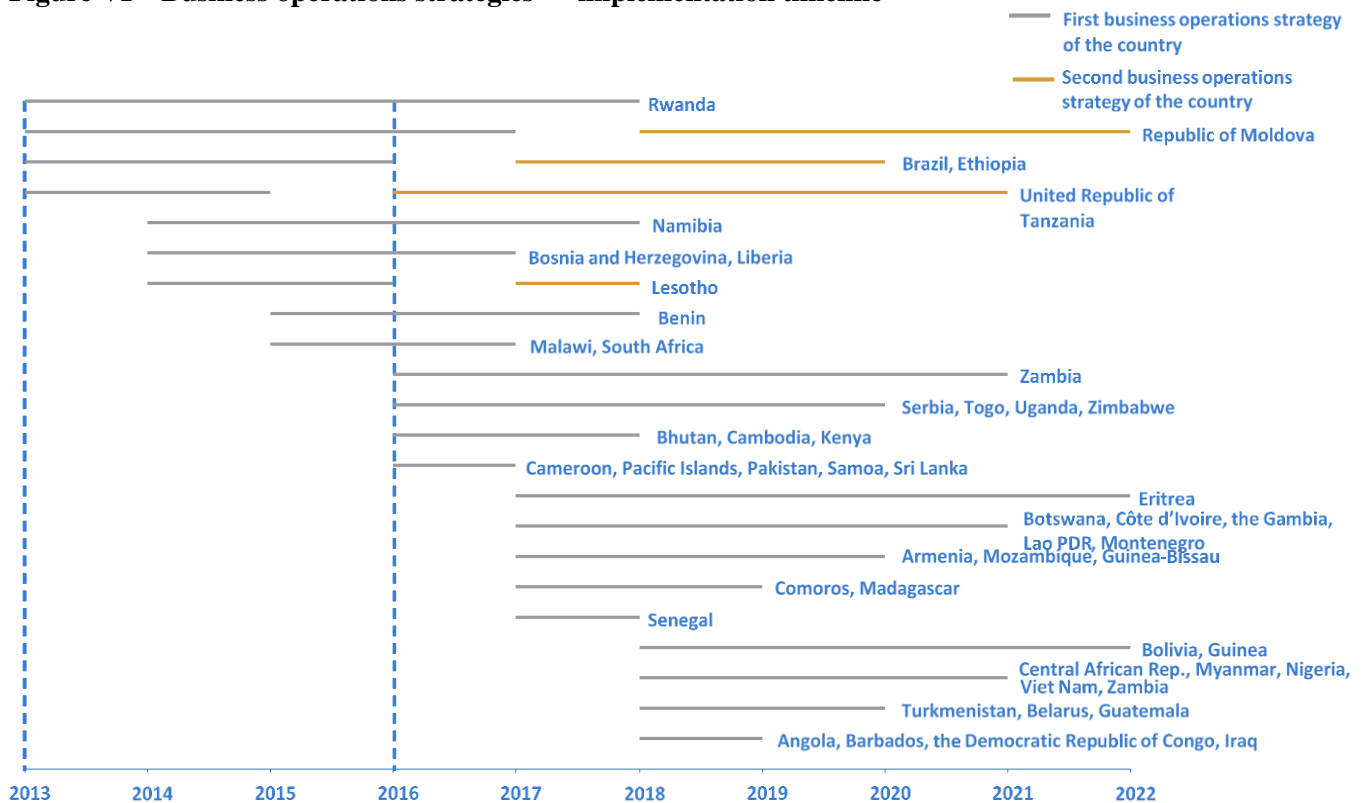 First business operations strategy
of the country
Second business operations
strategy of the country
Rwanda
Republic of Moldova
Brazil, Ethiopia
United Republic of
Tanzania
Namibia
Bosnia and Herzegovina, Liberia
Lesotho
Benin
Malawi, South Africa
Zambia
Serbia, Togo, Uganda, Zimbabwe
Bhutan, Cambodia, Kenya
Cameroon, Pacific Islands, Pakistan, Samoa, Sri Lanka
Eritrea
Botswana, Côte d’Ivoire, the Gambia,
Lao PDR, Montenegro
Armenia, Mozambique, Guinea-Bissau
Comoros, Madagascar
Senegal
Bolivia, Guinea
Central African Rep., Myanmar, Nigeria,
Viet Nam, Zambia
Turkmenistan, Belarus, Guatemala
Angola, Barbados, the Democratic Republic of Congo, Iraq
2013 2014 2015 2016 2017 2018 2019 2020 2021 2022